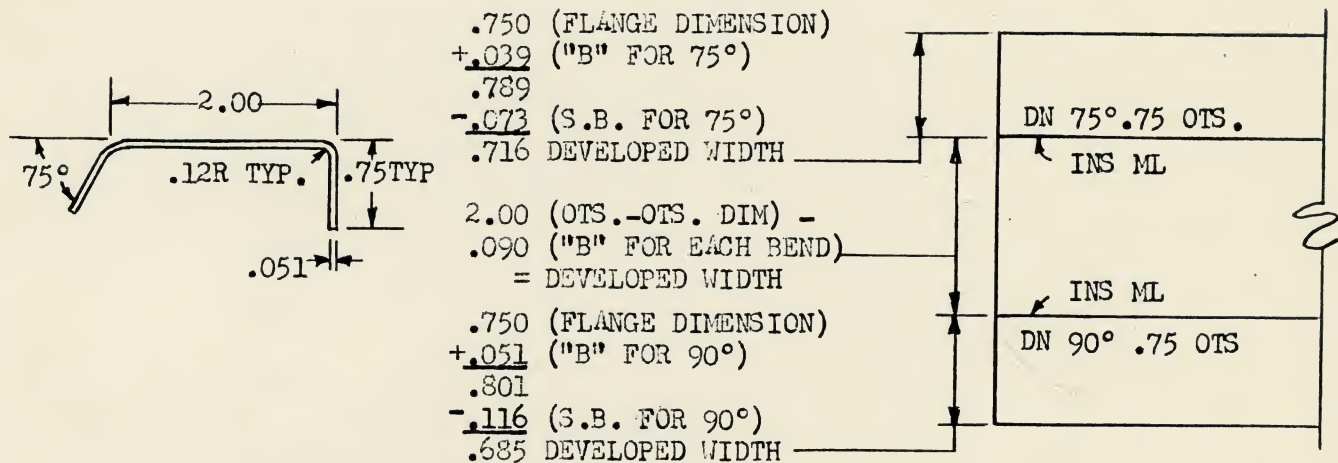 2.00
75°
.12R TYP.
.75TYP
.051
.750 (FLANGE DIMENSION)
+.039 ("B" FOR 75°)
.789
-.073 (S.B. FOR 75°)
.716 DEVELOPED WIDTH
2.00 (OTS.-OTS. DIM) -
.090 ("B" FOR EACH BEND)
= DEVELOPED WIDTH
.750 (FLANGE DIMENSION)
+.051 ("B" FOR 90°)
.801
-.116 (S.B. FOR 90°)
.685 DEVELOPED WIDTH
DN 75°.75 OTS.
INS ML
INS ML
DN 90° .75 OTS